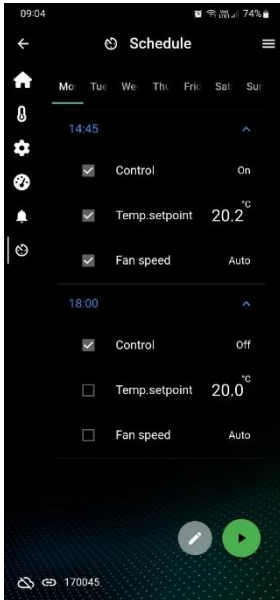 09:04 74%
Schedule
Mo Tue We Thu Fric Sat Sun
14:45
Control On
Temp.setpoint 20.2°C
Fan speed Auto
18:00
Control Off
Temp.setpoint 20.0°C
Fan speed Auto
170045